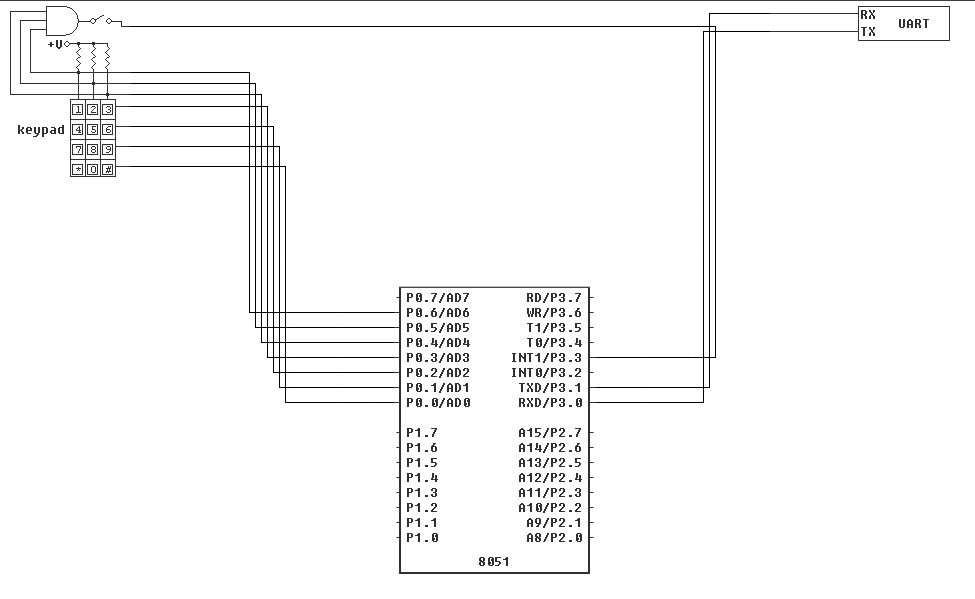 RX
UART
TX
+V
1 2 3
keypad
4 5 6
7 8 9
* 0 #
P0.7/AD7 RD/P3.7
P0.6/AD6 WR/P3.6
P0.5/AD5 T1/P3.5
P0.4/AD4 T0/P3.4
P0.3/AD3 INT1/P3.3
P0.2/AD2 INT0/P3.2
P0.1/AD1 TXD/P3.1
P0.0/AD0 RXD/P3.0
P1.7 A15/P2.7
P1.6 A14/P2.6
P1.5 A13/P2.5
P1.4 A12/P2.4
P1.3 A11/P2.3
P1.2 A10/P2.2
P1.1 A9/P2.1
P1.0 A8/P2.0
8051